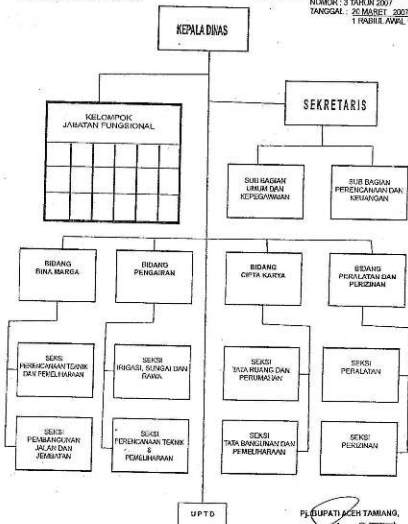 NOMOR : 3 TAHUN 2007
TANGGAL : 20 MARET 2007
1 RABIUL AWAL
KEPALA DINAS
KELOMPOK
JABATAN FUNGSIONAL
SEKRETARIS
SUB BAGIAN
UMUM DAN
KEPEGAWAIAN
SUB BAGIAN
PERENCANAAN DAN
KEUANGAN
BIDANG
BINA MARGA
BIDANG
PENGAIRAN
BIDANG
CIPTA KARYA
BIDANG
PERALATAN DAN
PERIZINAN
SEKSI
PERENCANAAN TEKNIK
DAN PEMELIHARAAN
SEKSI
IRIGASI, SUNGAI DAN
RAWA
SEKSI
TATA RUANG DAN
PERUMAHAN
SEKSI
PERALATAN
SEKSI
PEMBANGUNAN
JALAN DAN
JEMBATAN
SEKSI
PERENCANAAN TEKNIK
&
PEMELIHARAAN
SEKSI
TATA BANGUNAN DAN
PEMELIHARAAN
SEKSI
PERIZINAN
UPTD
Pj. BUPATI ACEH TAMIANG,